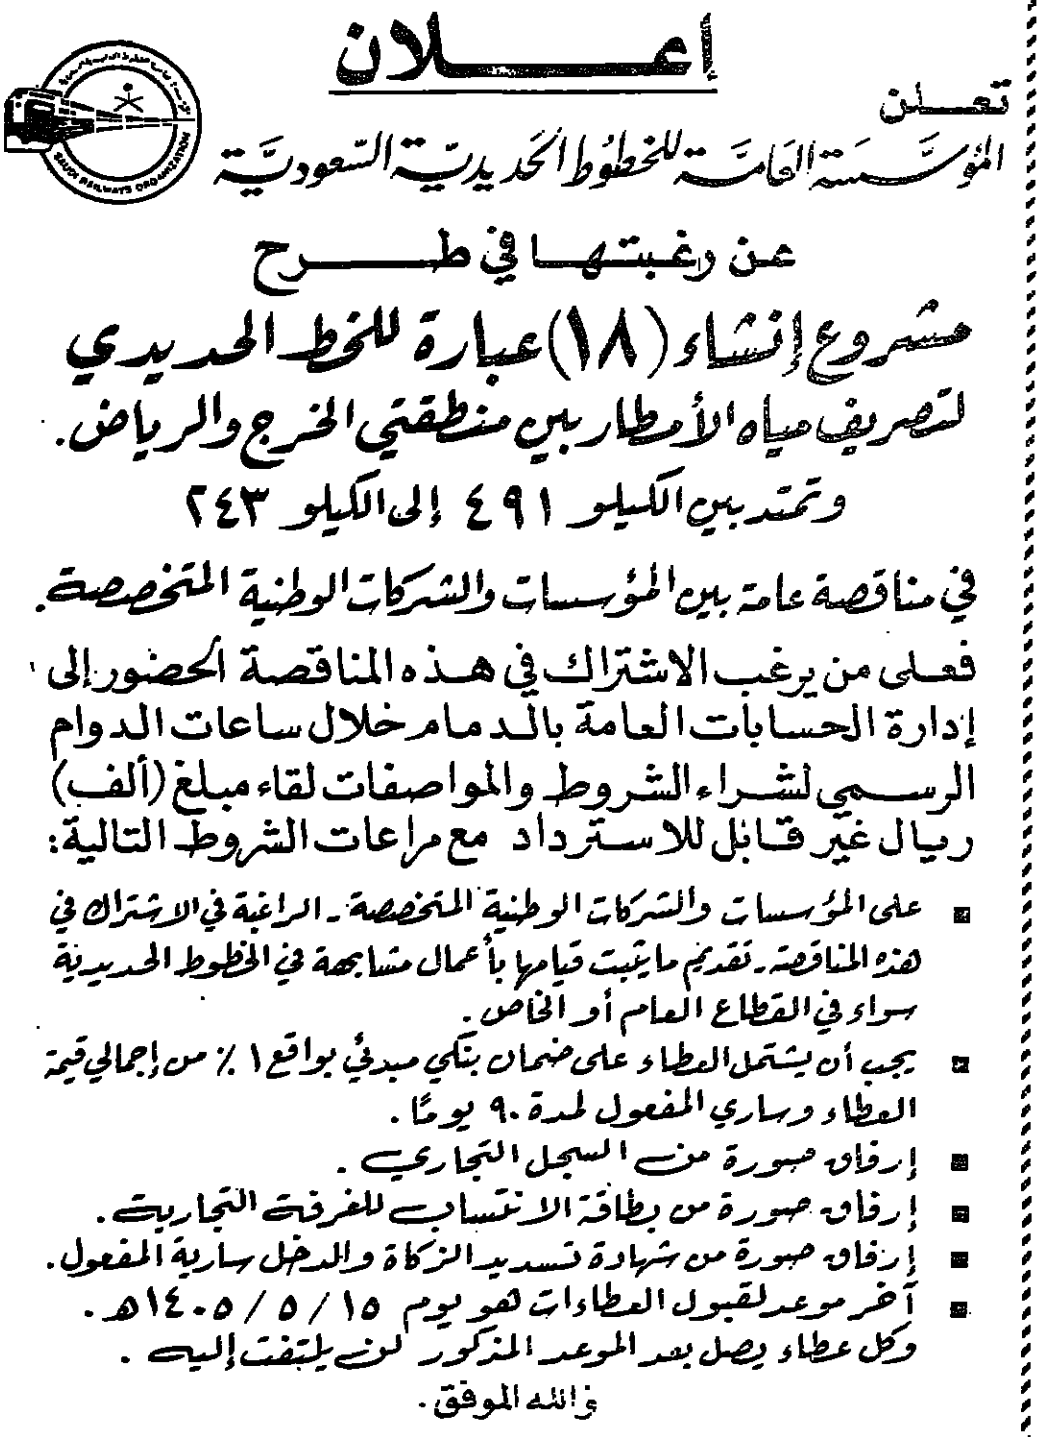 إعلان
تعلن
المؤسسة العامة للخطوط الحديدية السعودية
SAUDI RAILWAYS ORGANIZATION
عن رغبتها في طرح
مشروع إنشاء (١٨) عبارة للخط الحديدي
لتصريف مياه الأمطار بين منطقتي الخرج والرياض.
وتمتد بين الكيلو ٤٩١ إلى الكيلو ٢٤٣
في مناقصة عامة بين المؤسسات والشركات الوطنية المتخصصة.
فعلى من يرغب الاشتراك في هذه المناقصة الحضور إلى
إدارة الحسابات العامة بالدمام خلال ساعات الدوام
الرسمي لشراء الشروط والمواصفات لقاء مبلغ (ألف)
ريال غير قابل للاسترداد مع مراعات الشروط التالية:
على المؤسسات والشركات الوطنية المتخصصة - الراغبة في الاشتراك في
هذه المناقصة - تقديم مايثبت قيامها بأعمال مشابهة في الخطوط الحديدية
سواء في القطاع العام أو الخاص.
يجب أن يشتمل العطاء على ضمان بنكي مبدئي بواقع ١٪ من إجمالي قيمة
العطاء وساري المفعول لمدة ٩٠ يومًا.
إرفاق صورة من السجل التجاري.
إرفاق صورة من بطاقة الانتساب للغرفة التجارية.
إرفاق صورة من شهادة تسديد الزكاة والدخل سارية المفعول.
آخر موعد لقبول العطاءات هو يوم ١٥ / ٥ / ١٤٠٥هـ.
وكل عطاء يصل بعد الموعد المذكور لن يلتفت إليه.
والله الموفق.